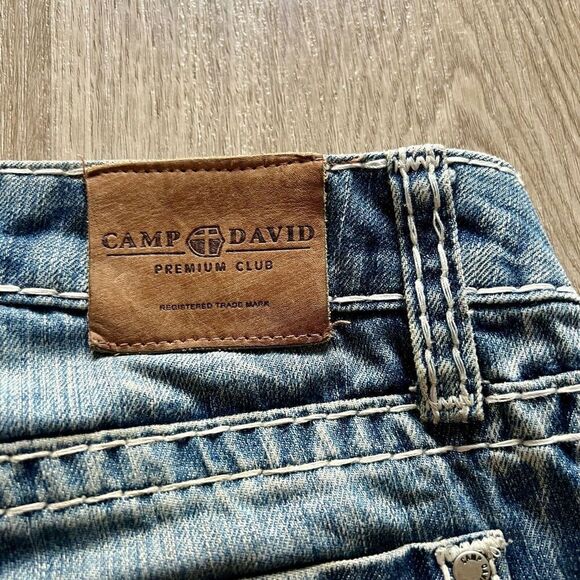 CAMP DAVID
PREMIUM CLUB
REGISTERED TRADE MARK